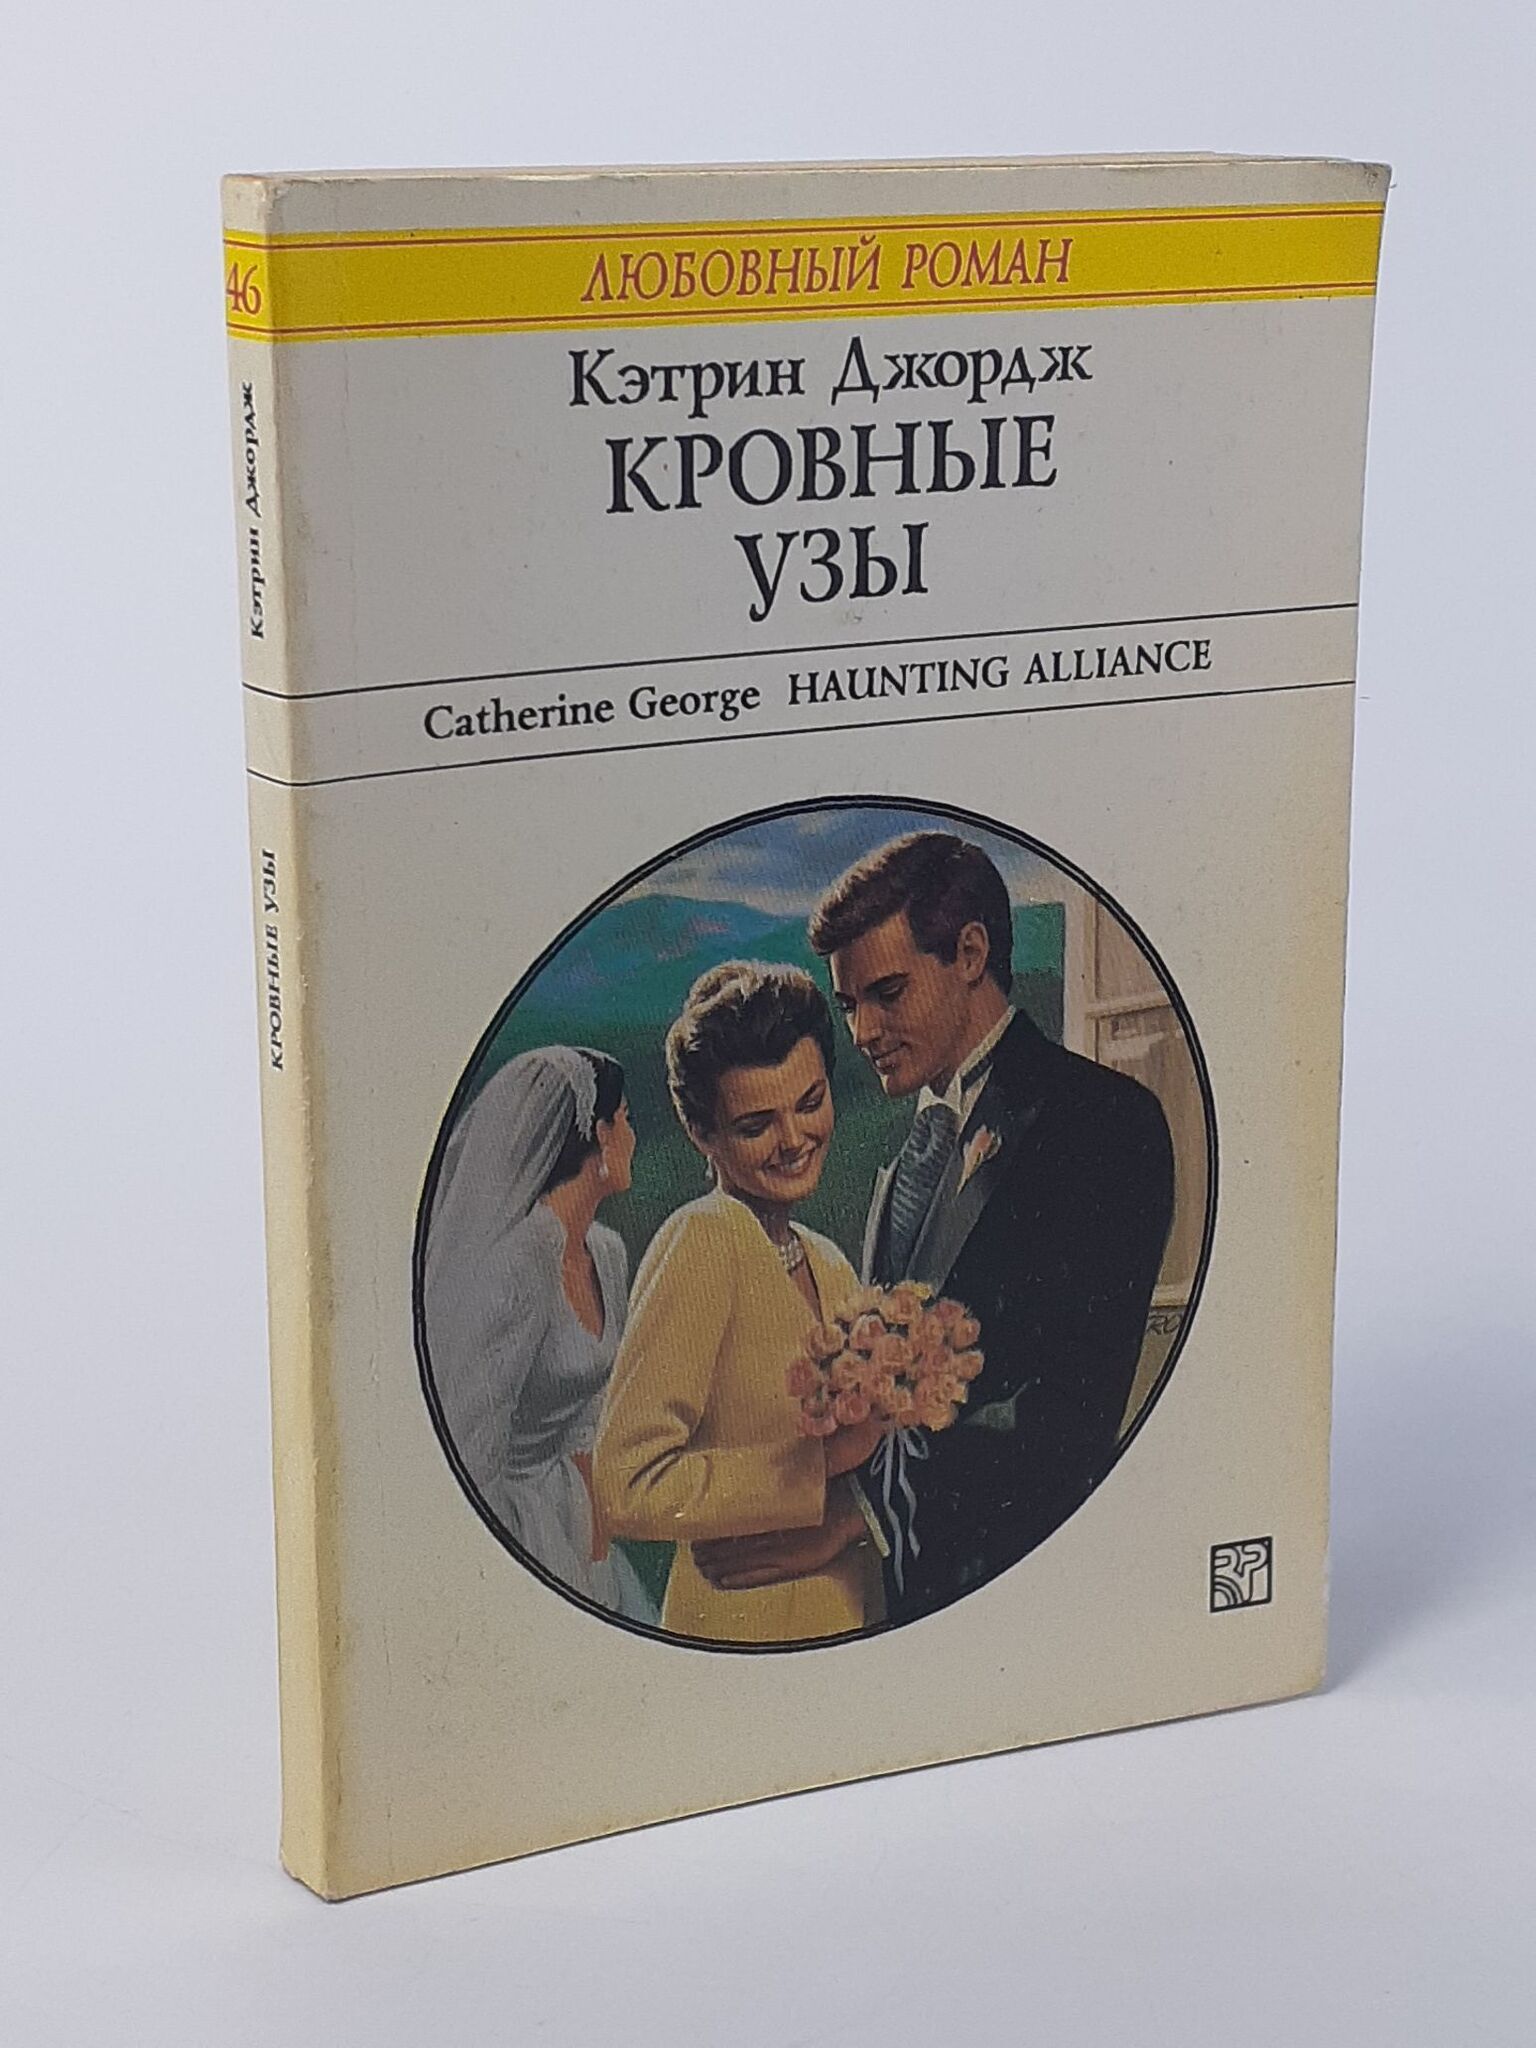 46
ЛЮБОВНЫЙ РОМАН
Кэтрин Джордж
КРОВНЫЕ
УЗЫ
Catherine George HAUNTING ALLIANCE
Кэтрин Джордж
КРОВНЫЕ УЗЫ